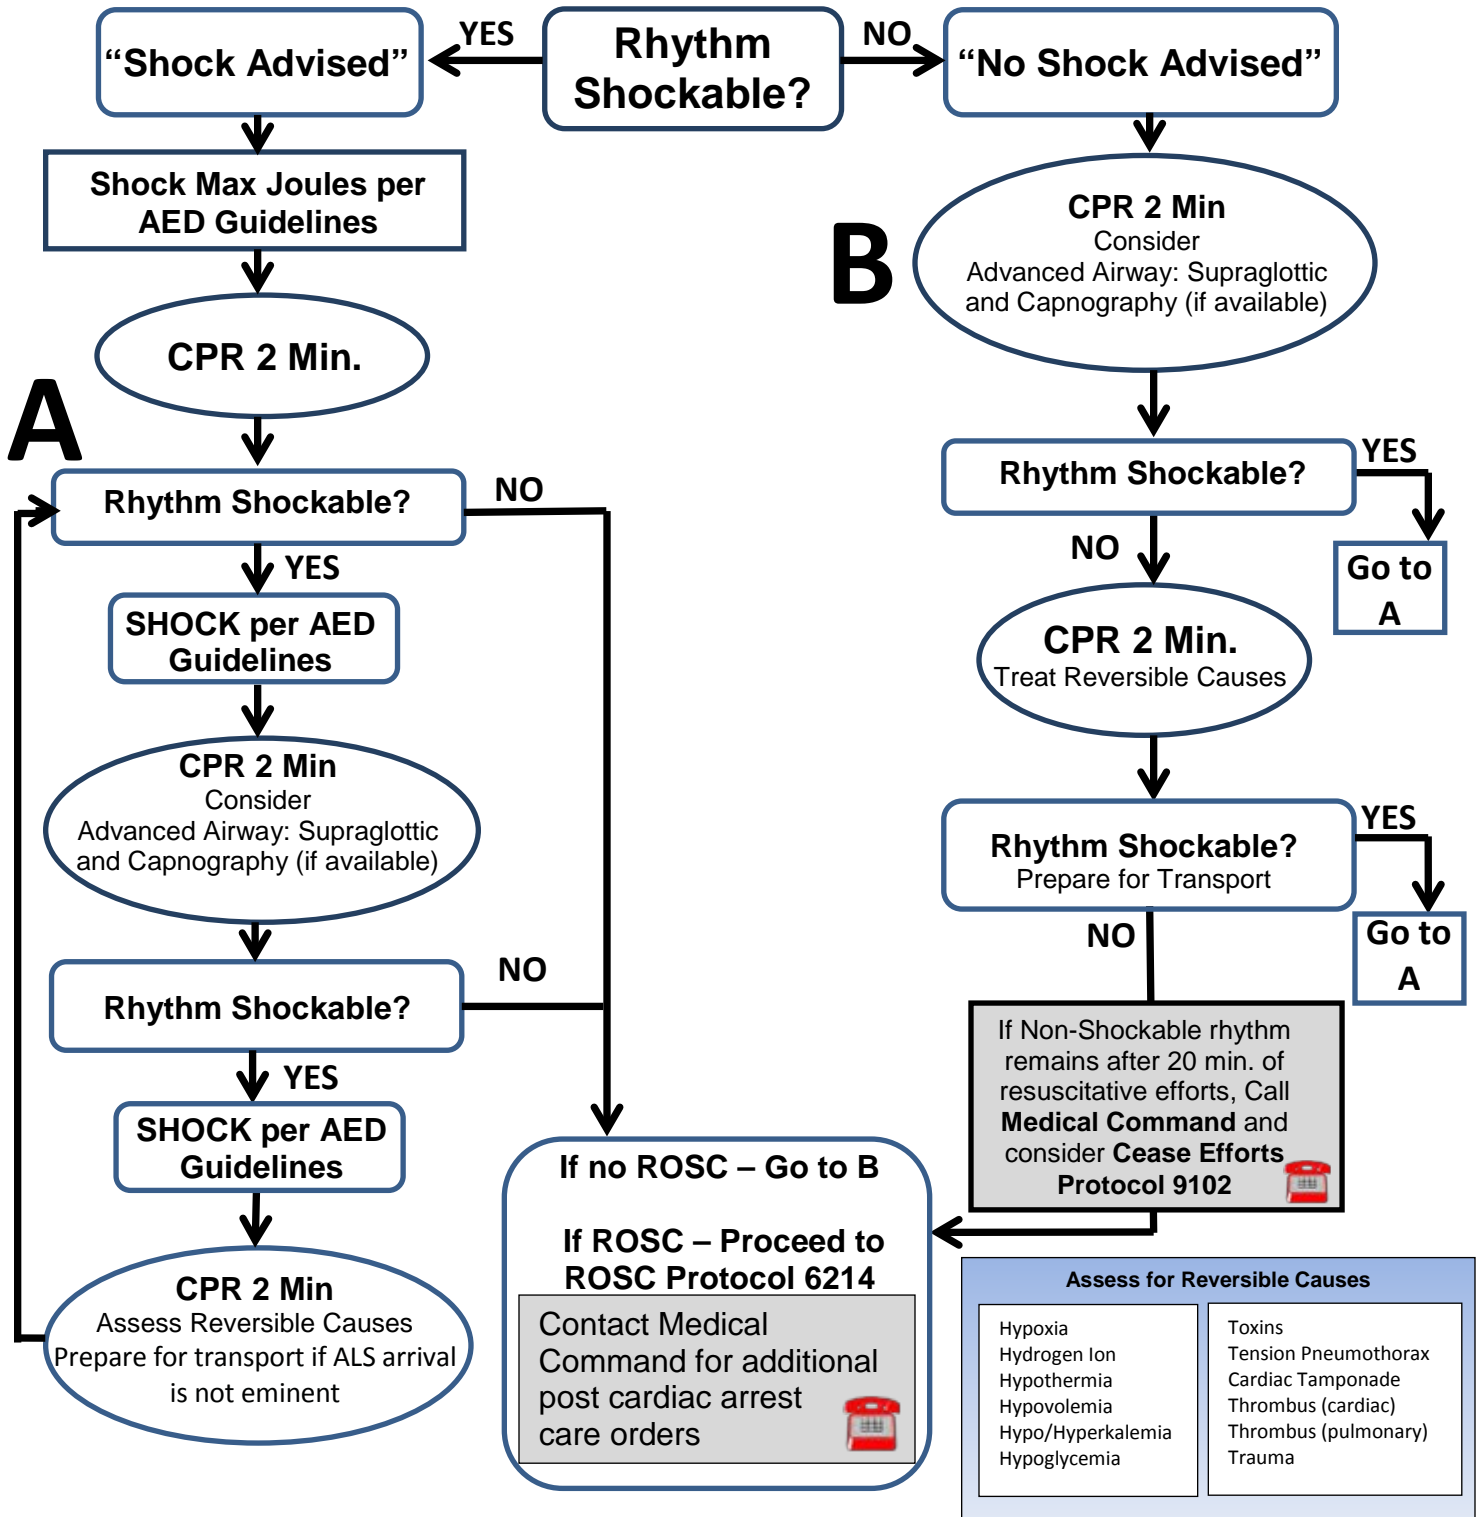 Rhythm
Shockable?
YES
NO
“Shock Advised”
Shock Max Joules per
AED Guidelines
CPR 2 Min.
A
Rhythm Shockable?
NO
YES
SHOCK per AED
Guidelines
CPR 2 Min
Consider
Advanced Airway: Supraglottic
and Capnography (if available)
Rhythm Shockable?
NO
YES
SHOCK per AED
Guidelines
CPR 2 Min
Assess Reversible Causes
Prepare for transport if ALS arrival
is not eminent
“No Shock Advised”
B
CPR 2 Min
Consider
Advanced Airway: Supraglottic
and Capnography (if available)
Rhythm Shockable?
YES
Go to
A
NO
CPR 2 Min.
Treat Reversible Causes
Rhythm Shockable?
Prepare for Transport
YES
Go to
A
NO
If Non-Shockable rhythm
remains after 20 min. of
resuscitative efforts, Call
Medical Command and
consider Cease Efforts
Protocol 9102
If no ROSC – Go to B
If ROSC – Proceed to
ROSC Protocol 6214
Contact Medical
Command for additional
post cardiac arrest
care orders
Assess for Reversible Causes
Hypoxia
Hydrogen Ion
Hypothermia
Hypovolemia
Hypo/Hyperkalemia
Hypoglycemia
Toxins
Tension Pneumothorax
Cardiac Tamponade
Thrombus (cardiac)
Thrombus (pulmonary)
Trauma